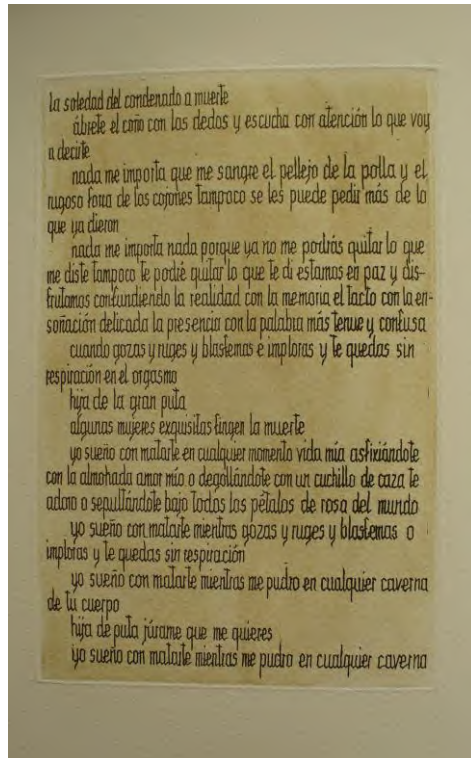 la soledad del condenado a muerte
ábrete el coño con los dedos y escucha con atención lo que voy
a decirte
nada me importa que me sangre el pellejo de la polla y el
rugoso forro de los cojones tampoco se les puede pedir más de lo
que ya dieron
nada me importa nada porque ya no me podrás quitar lo que
me diste tampoco te podré quitar lo que te di estamos en paz y dis-
frutamos confundiendo la realidad con la memoria el tacto con la en-
soñación delicada la presencia con la palabra más tenue y confusa
cuando gozas y ruges y blasfemas e imploras y te quedas sin
respiración en el orgasmo
hija de la gran puta
algunas mujeres exquisitas fingen la muerte
yo sueño con matarte en cualquier momento vida mía asfixiándote
con la almohada amor mío o degollándote con un cuchillo de caza te
adoro o sepultándote bajo todos los pétalos de rosa del mundo
yo sueño con matarte mientras gozas y ruges y blasfemas o
imploras y te quedas sin respiración
yo sueño con matarte mientras me pudro en cualquier caverna
de tu cuerpo
hija de puta júrame que me quieres
yo sueño con matarte mientras me pudro en cualquier caverna